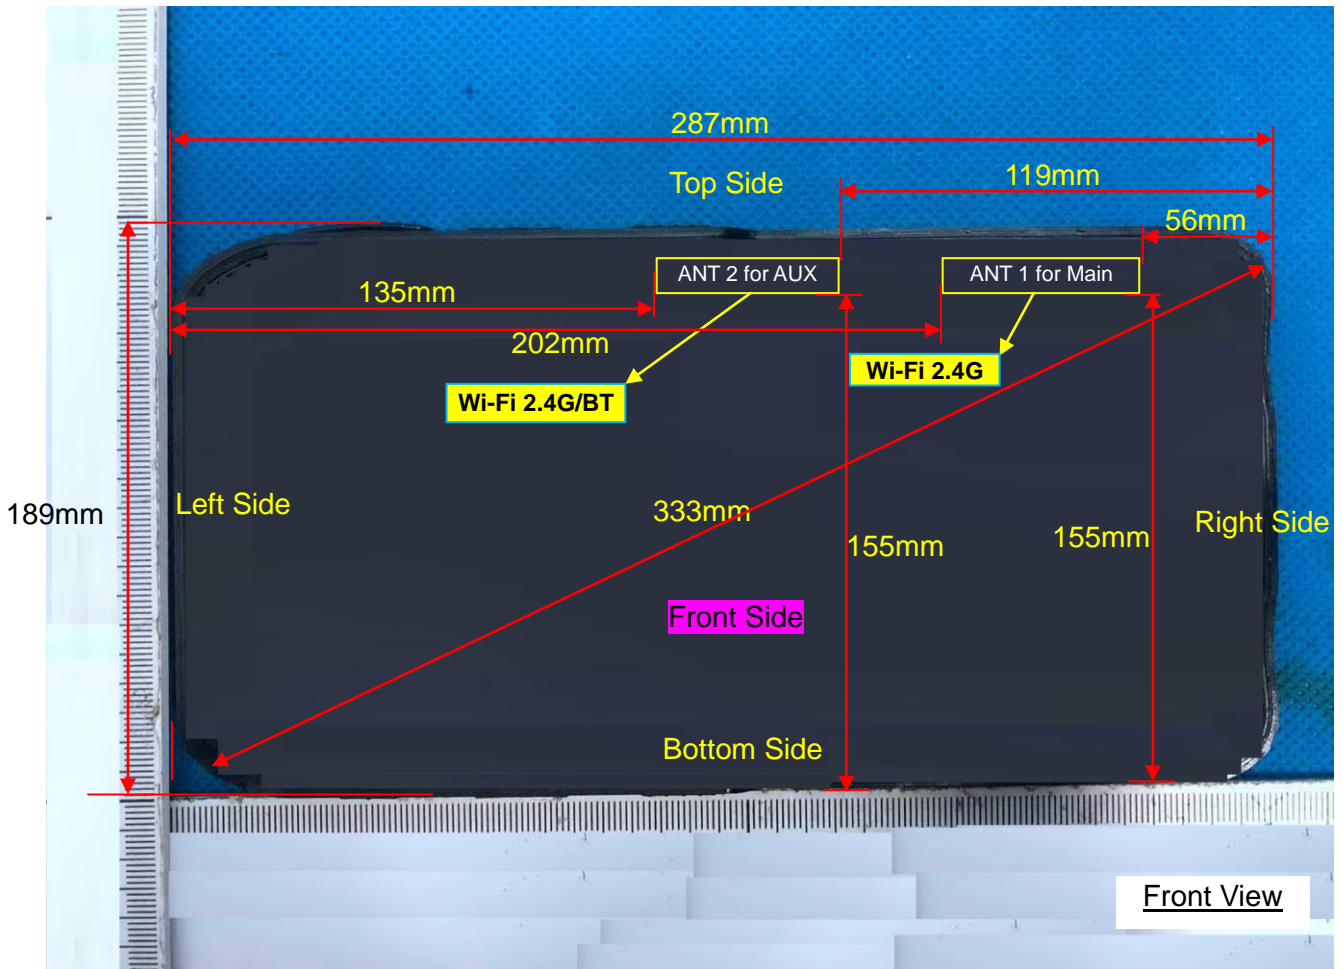 287mm
Top Side
119mm
56mm
ANT 2 for AUX
ANT 1 for Main
135mm
202mm
Wi-Fi 2.4G
Wi-Fi 2.4G/BT
189mm
Left Side
333mm
Right Side
155mm
155mm
Front Side
Bottom Side
Front View